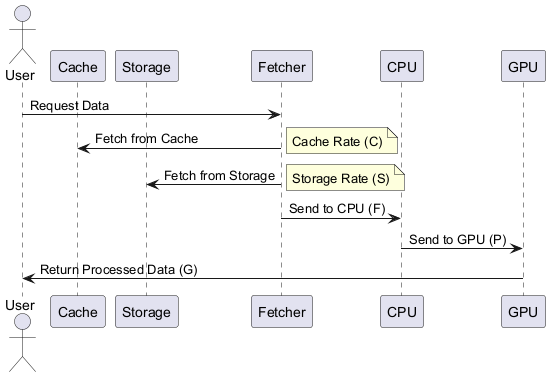 User
Cache
Storage
Fetcher
CPU
GPU
Request Data
Fetch from Cache
Cache Rate (C)
Fetch from Storage
Storage Rate (S)
Send to CPU (F)
Send to GPU (P)
Return Processed Data (G)
User
Cache
Storage
Fetcher
CPU
GPU